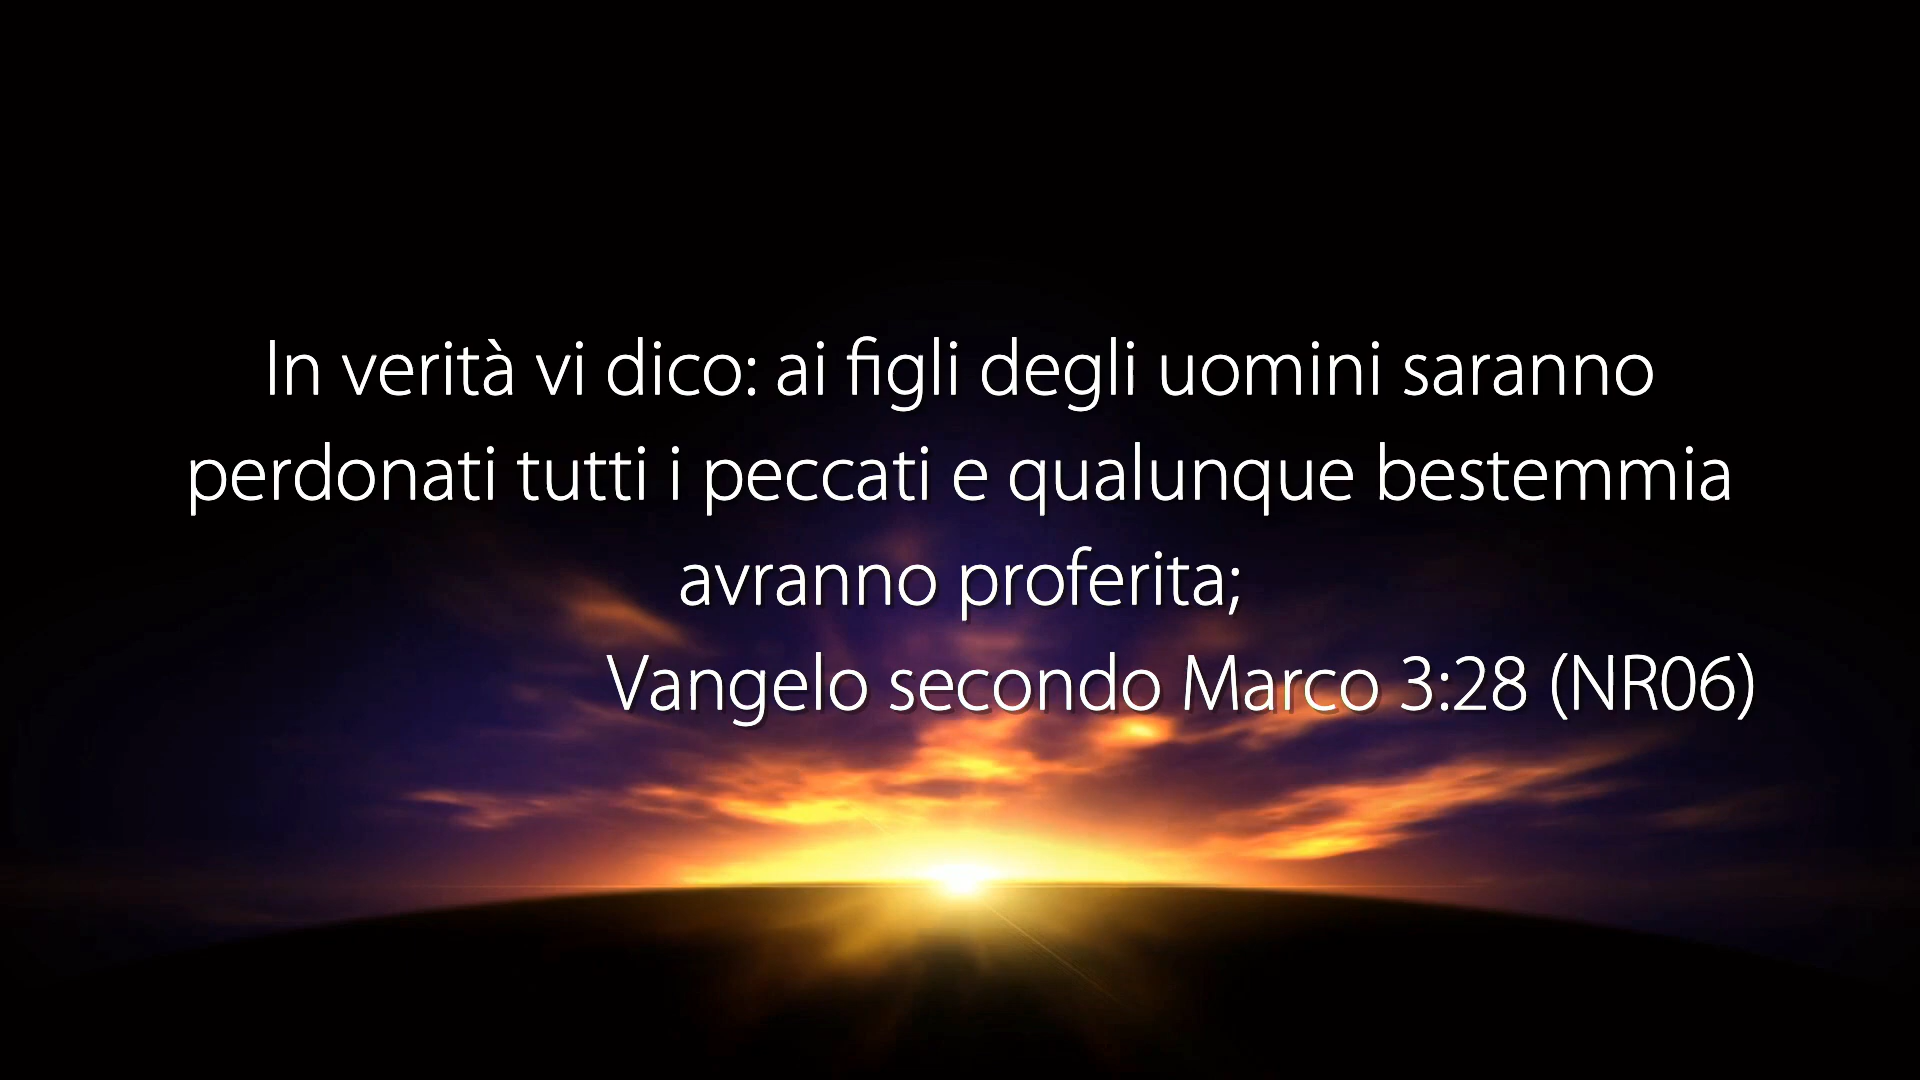 In verità vi dico: ai figli degli uomini saranno
perdonati tutti i peccati e qualunque bestemmia
avranno proferita;
Vangelo secondo Marco 3:28 (NR06)